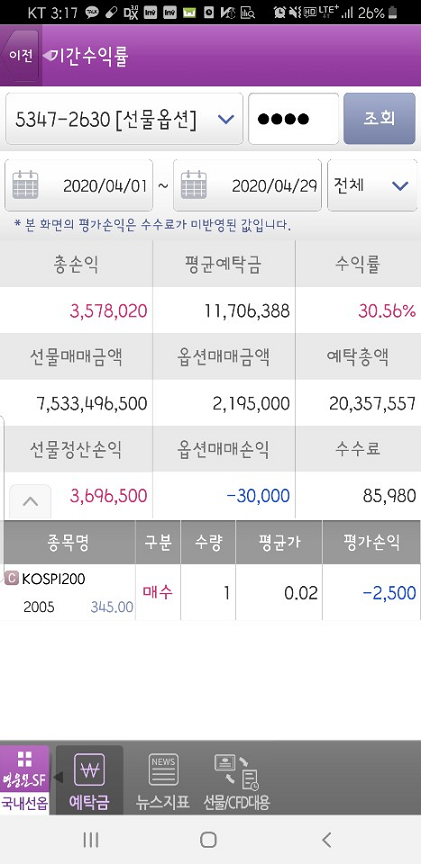 KT 3:17 LTE+ 26%
이전 기간수익률
5347-2630 [선물옵션] ●●●● 조회
2020/04/01 ~ 2020/04/29 전체
* 본 화면의 평가손익은 수수료가 미반영된 값입니다.
총손익 평균예탁금 수익률
3,578,020 11,706,388 30.56%
선물매매금액 옵션매매금액 예탁총액
7,533,496,500 2,195,000 20,357,557
선물정산손익 옵션매매손익 수수료
3,696,500 -30,000 85,980
종목명 구분 수량 평균가 평가손익
C KOSPI200
2005 345.00 매수 1 0.02 -2,500
영웅문SF
국내선옵 예탁금 NEWS 뉴스지표 선물/CFD대용